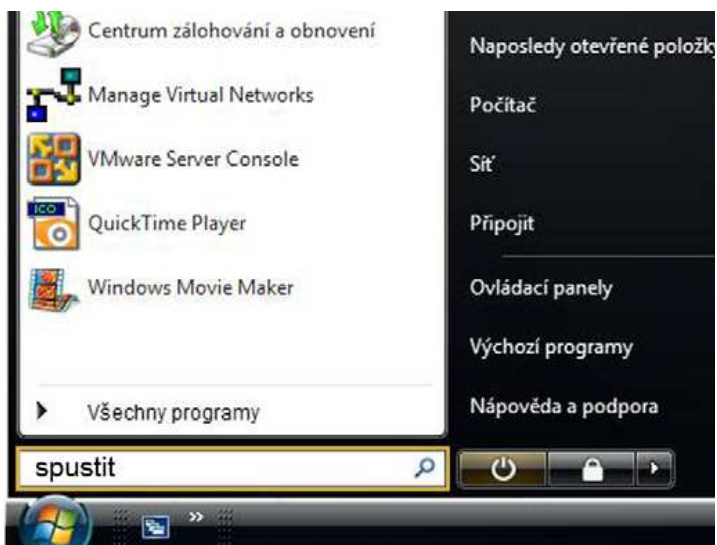 Centrum zálohování a obnovení
Manage Virtual Networks
VMware Server Console
ICO
QuickTime Player
Windows Movie Maker
Všechny programy
spustit
Naposledy otevřené položky
Počítač
Síť
Připojit
Ovládací panely
Výchozí programy
Nápověda a podpora
»